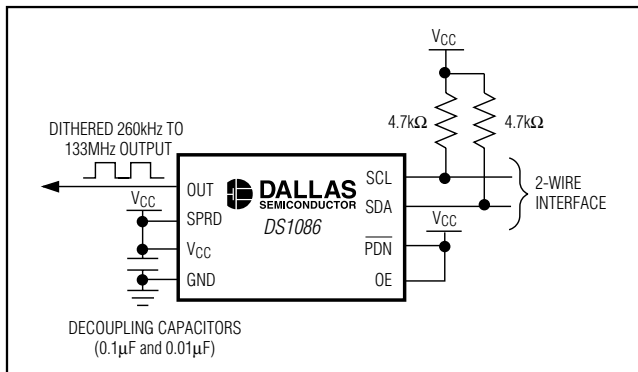 VCC
4.7kΩ
4.7kΩ
DITHERED 260kHz TO
133MHz OUTPUT
OUT
DALLAS
SEMICONDUCTOR
DS1086
SCL
SDA
2-WIRE
INTERFACE
VCC
SPRD
VCC
GND
VCC
PDN
OE
DECOUPLING CAPACITORS
(0.1µF and 0.01µF)